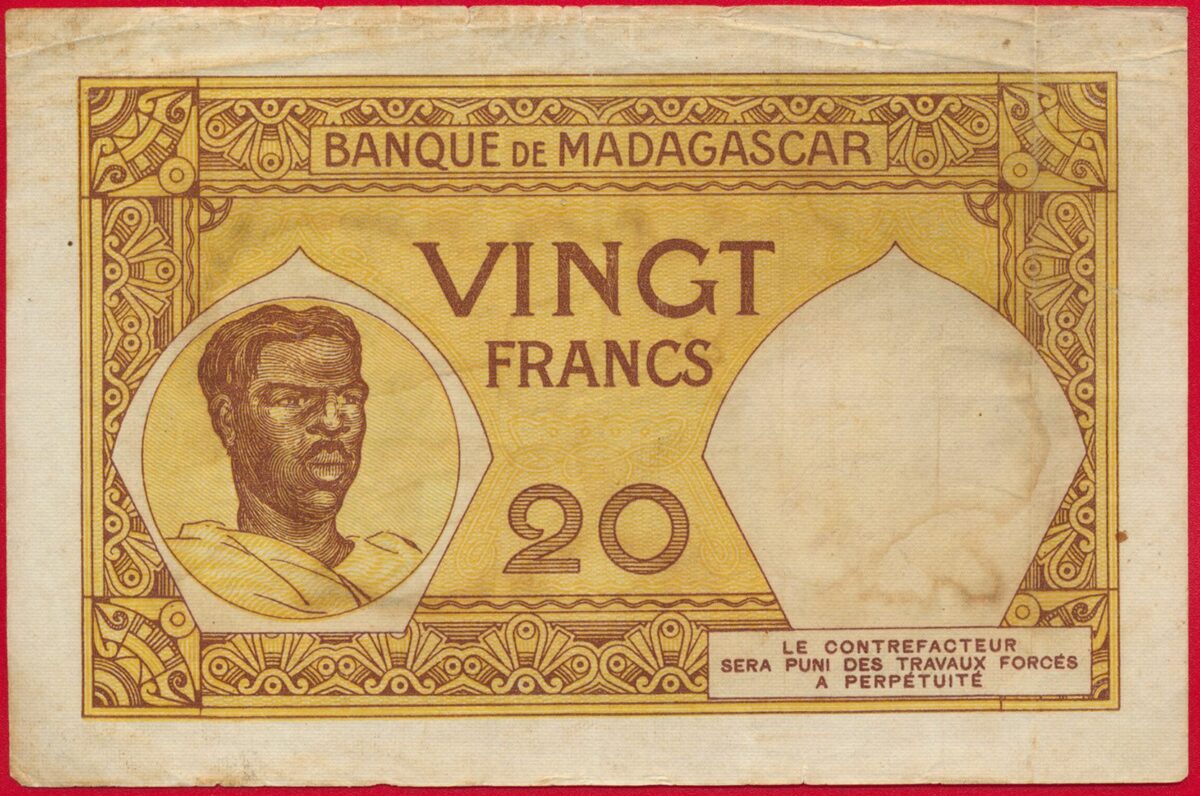 BANQUE DE MADAGASCAR
VINGT
FRANCS
20
LE CONTREFACTEUR
SERA PUNI DES TRAVAUX FORCÉS
A PERPÉTUITÉ